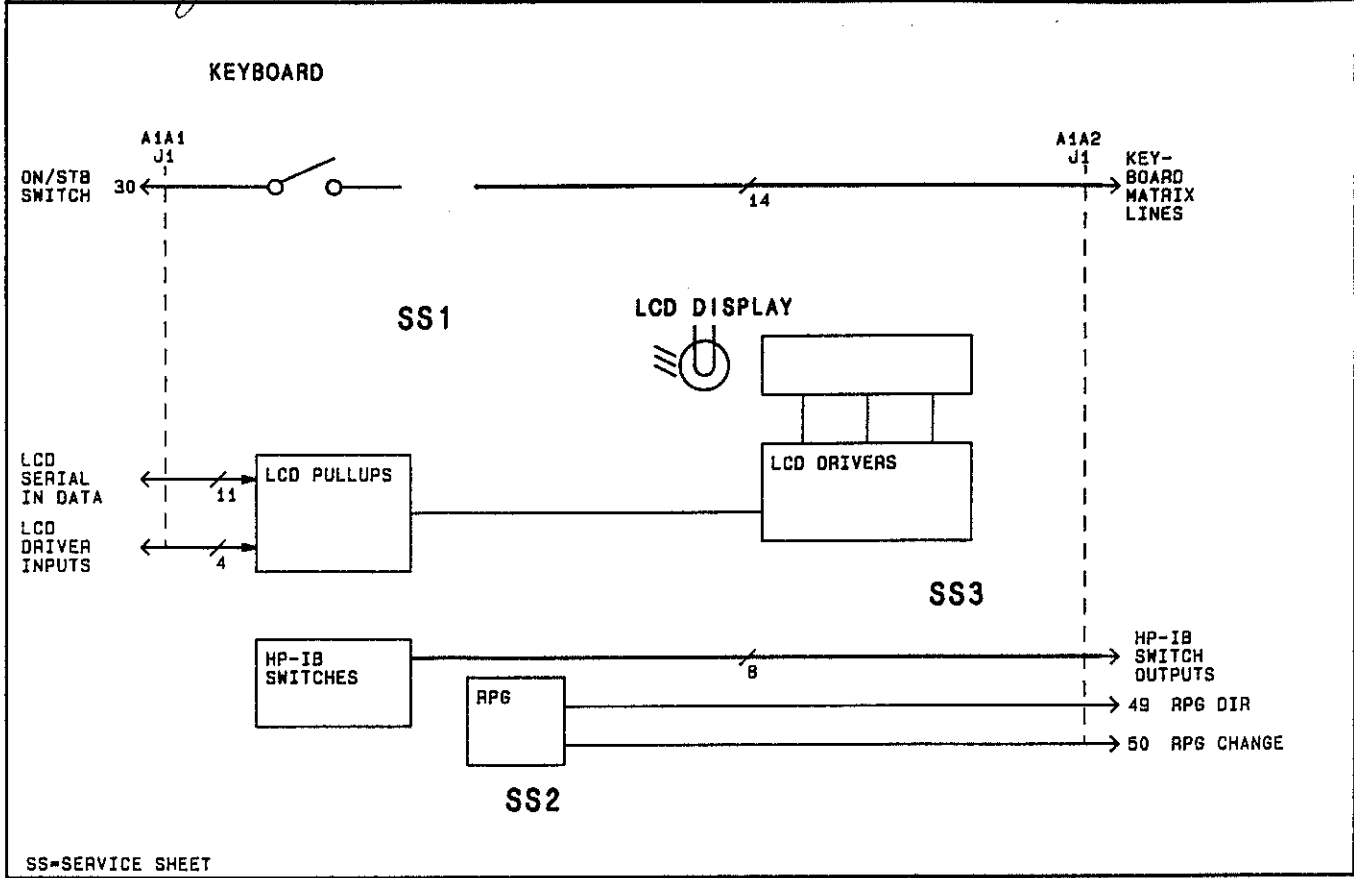 KEYBOARD
A1A1
J1
ON/STB
SWITCH
30
14
A1A2
J1
KEY-
BOARD
MATRIX
LINES
SS1
LCD DISPLAY
LCD
SERIAL
IN DATA
11
LCD PULLUPS
LCD DRIVERS
LCD
DRIVER
INPUTS
4
SS3
HP-IB
SWITCHES
8
HP-IB
SWITCH
OUTPUTS
RPG
49 RPG DIR
50 RPG CHANGE
SS2
SS=SERVICE SHEET